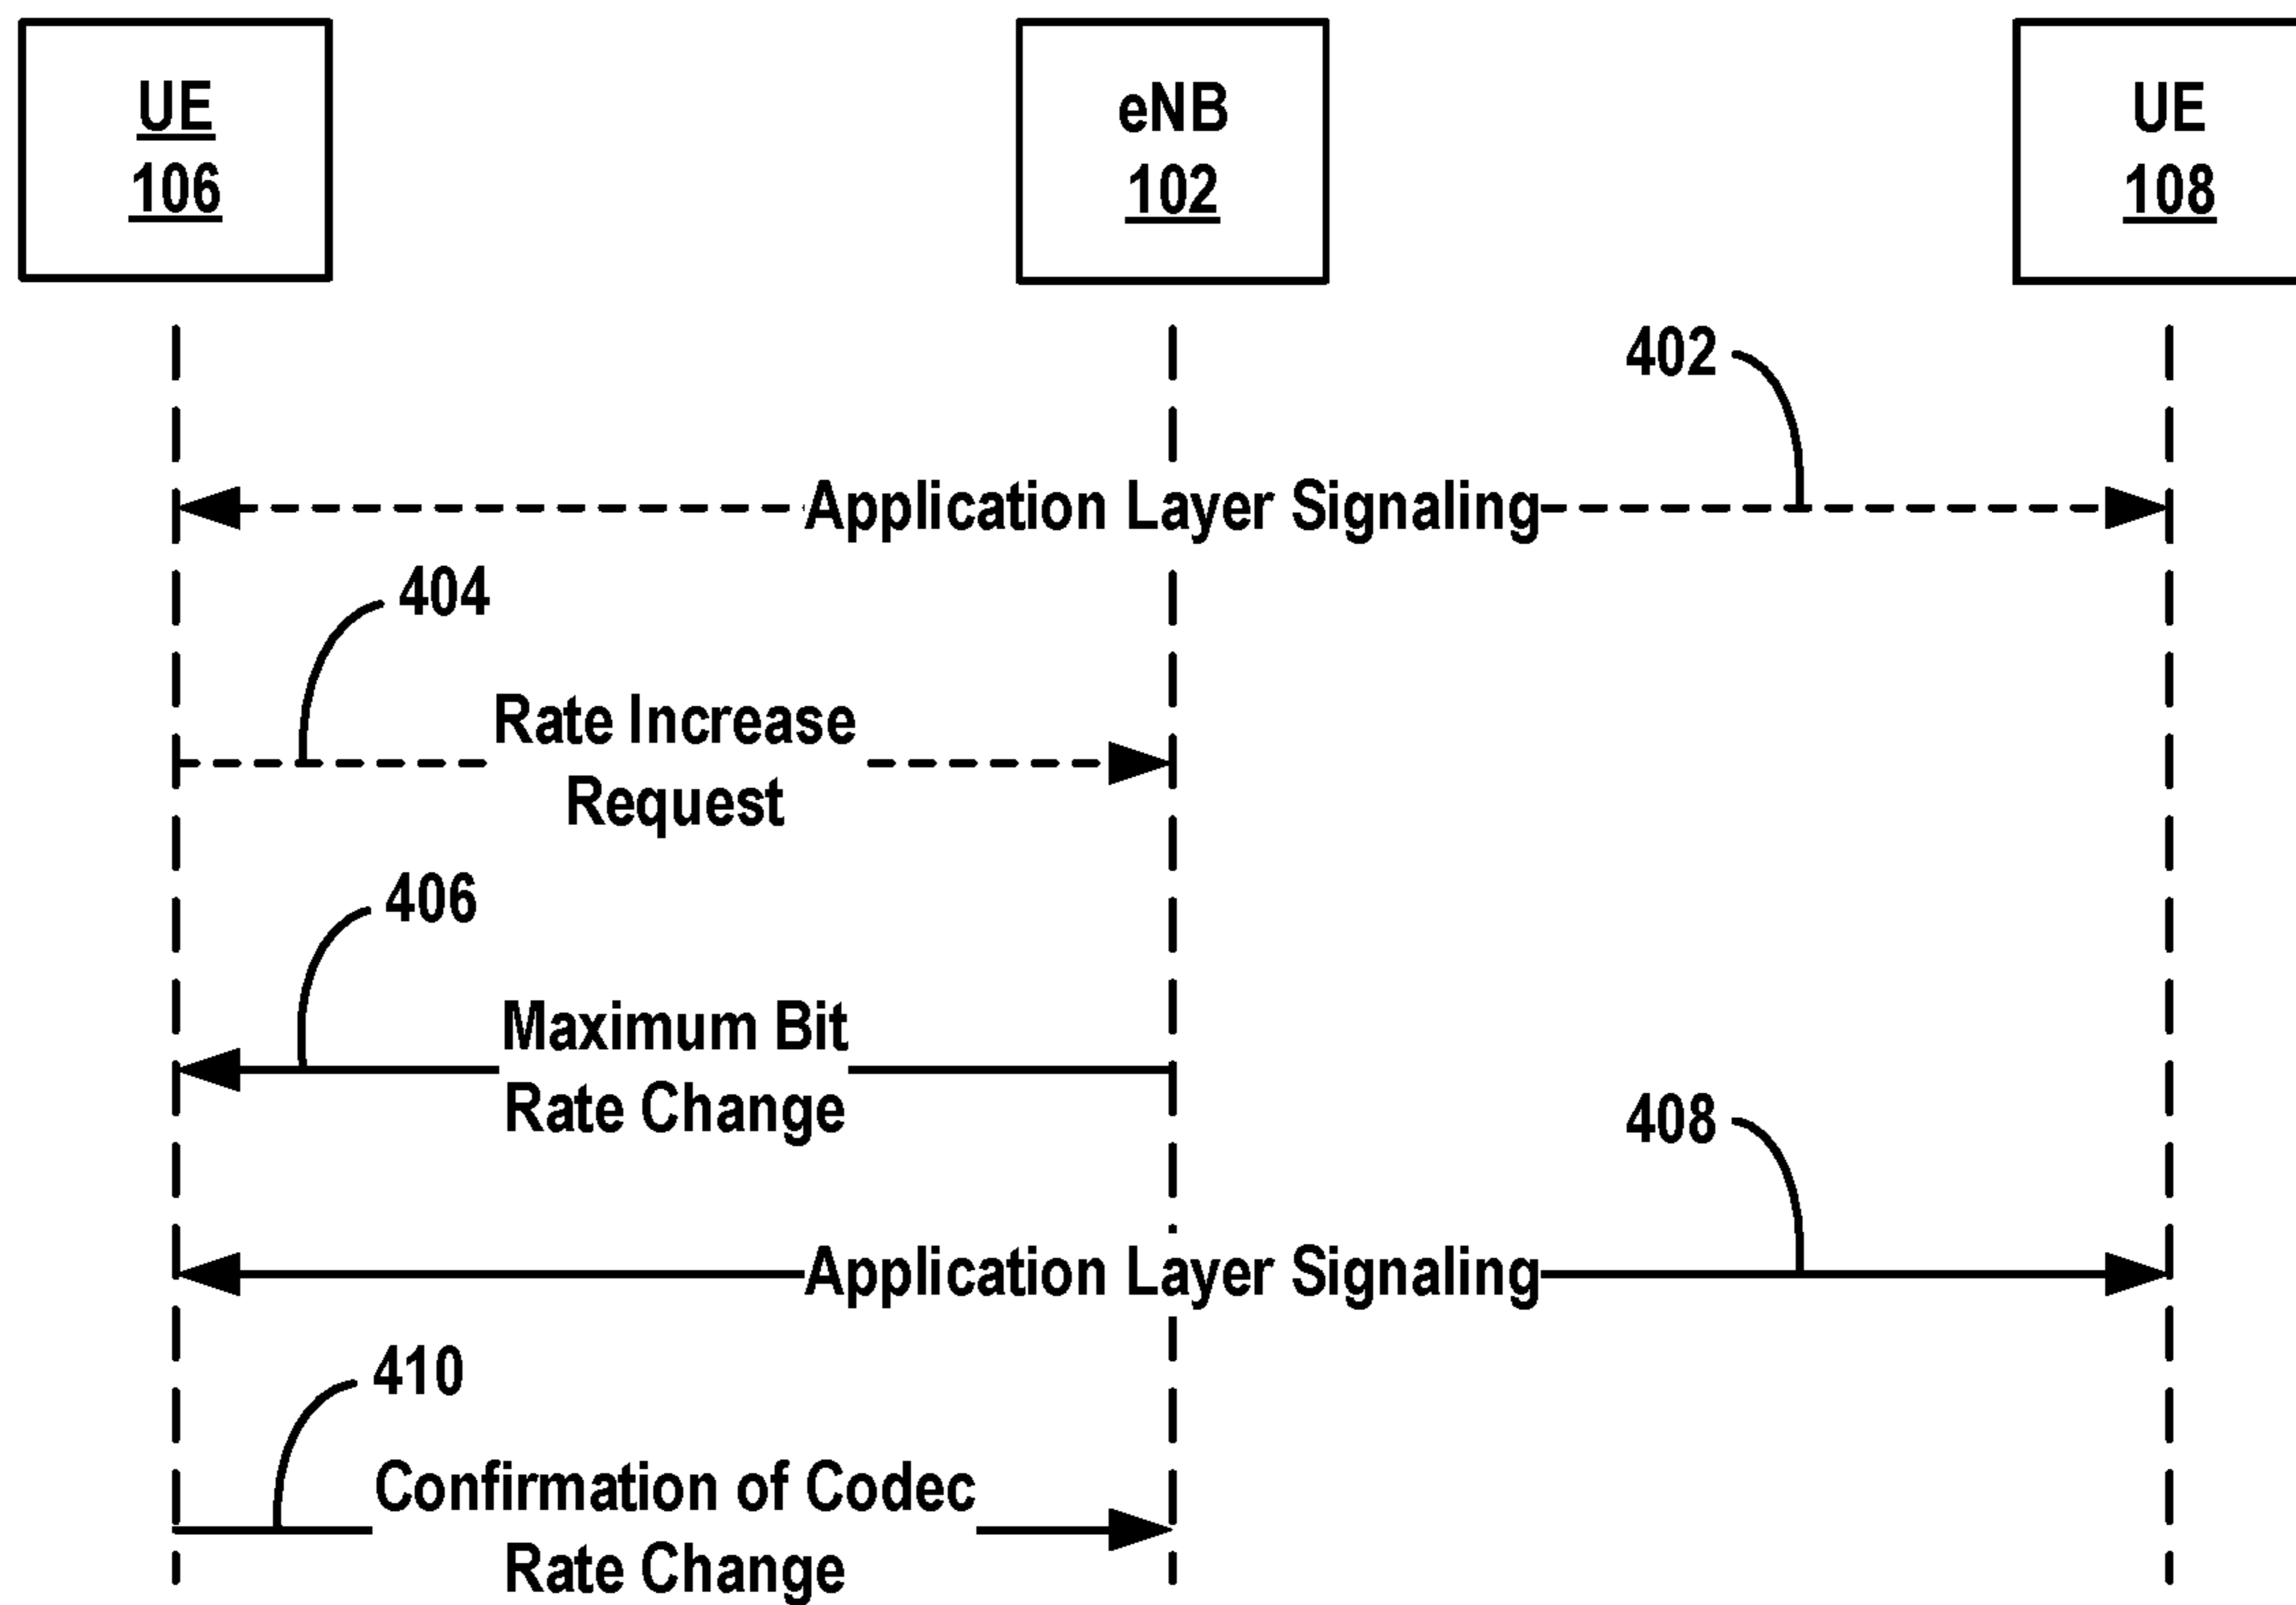 UE
106
eNB
102
UE
108
402
Application Layer Signaling
404
Rate Increase
Request
406
Maximum Bit
Rate Change
408
Application Layer Signaling
410
Confirmation of Codec
Rate Change